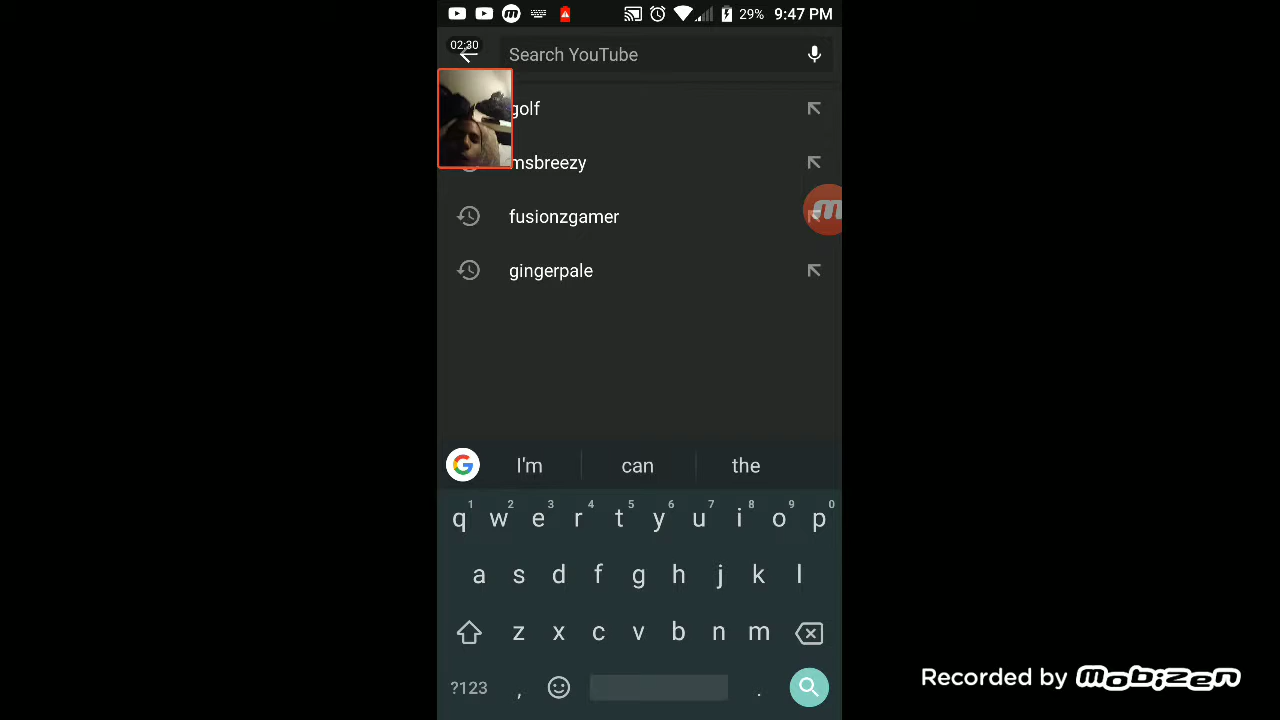 29% 9:47 PM
02:30
Search YouTube
golf
msbreezy
fusionzgamer
gingerpale
I'm can the
1 2 3 4 5 6 7 8 9 0
q w e r t y u i o p
a s d f g h j k l
z x c v b n m
?123 , .
Recorded by mobizen